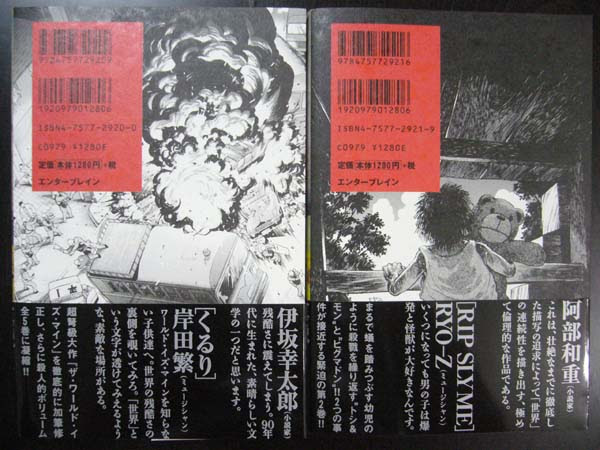 9784757729209
1920979012806
ISBN4-7577-2920-0
C0979 ¥1280E
定価 本体1280円 +税
エンターブレイン
伊坂幸太郎(小説家)
残酷さに震えてしまう。90年
代に生まれた、素晴らしい文
学の一つだと思います。
[くるり]
岸田繁(ミュージシャン)
ワールド・イズ・マインを知らな
い子供達へ。世界の残酷さの
裏側を覗いてみろ。「世界」と
いう文字が透けてみえるよう
な、素敵な場所がある。
超弩級大作『ザ・ワールド・イ
ズ・マイン』を徹底的に加筆修
正し、さらに殺人的ボリューム
全5巻に凝縮!!
9784757729216
1920979012806
ISBN4-7577-2921-9
C0979 ¥1280E
定価 本体1280円 +税
エンターブレイン
阿部和重(小説家)
これは、壮絶なまでに徹底し
た描写の追求によって「世界」
の連続性を描き出す、極め
て倫理的な作品である。
[RIP SLYME]
RYO-Z(ミュージシャン)
いくつになっても男の子は爆
発と怪獣が大好きなんです。
まるで蟻を踏みつぶす幼児の
ように殺戮を繰り返す、トシ&
モンと「ヒグマドン」!! 2つの事
件が接近する緊迫の第2巻!!